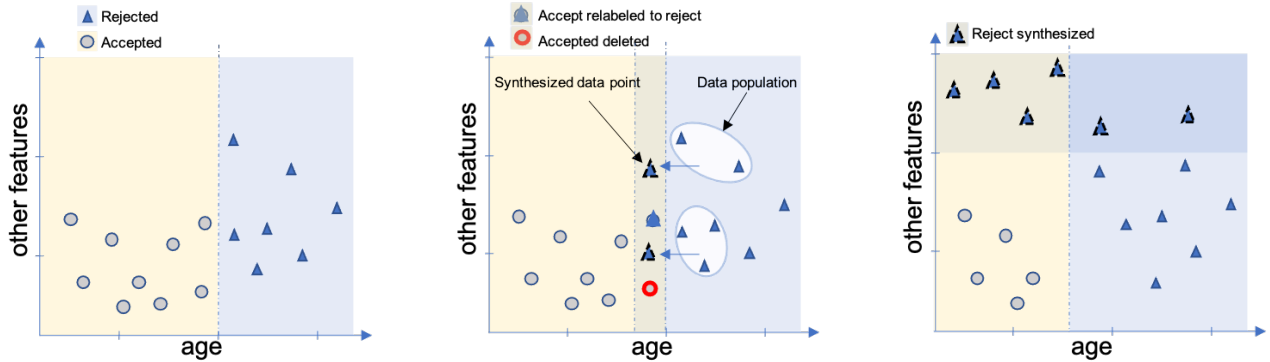 Rejected
Accepted
other features
age
Accept relabeled to reject
Accepted deleted
Synthesized data point
Data population
other features
age
Reject synthesized
other features
age